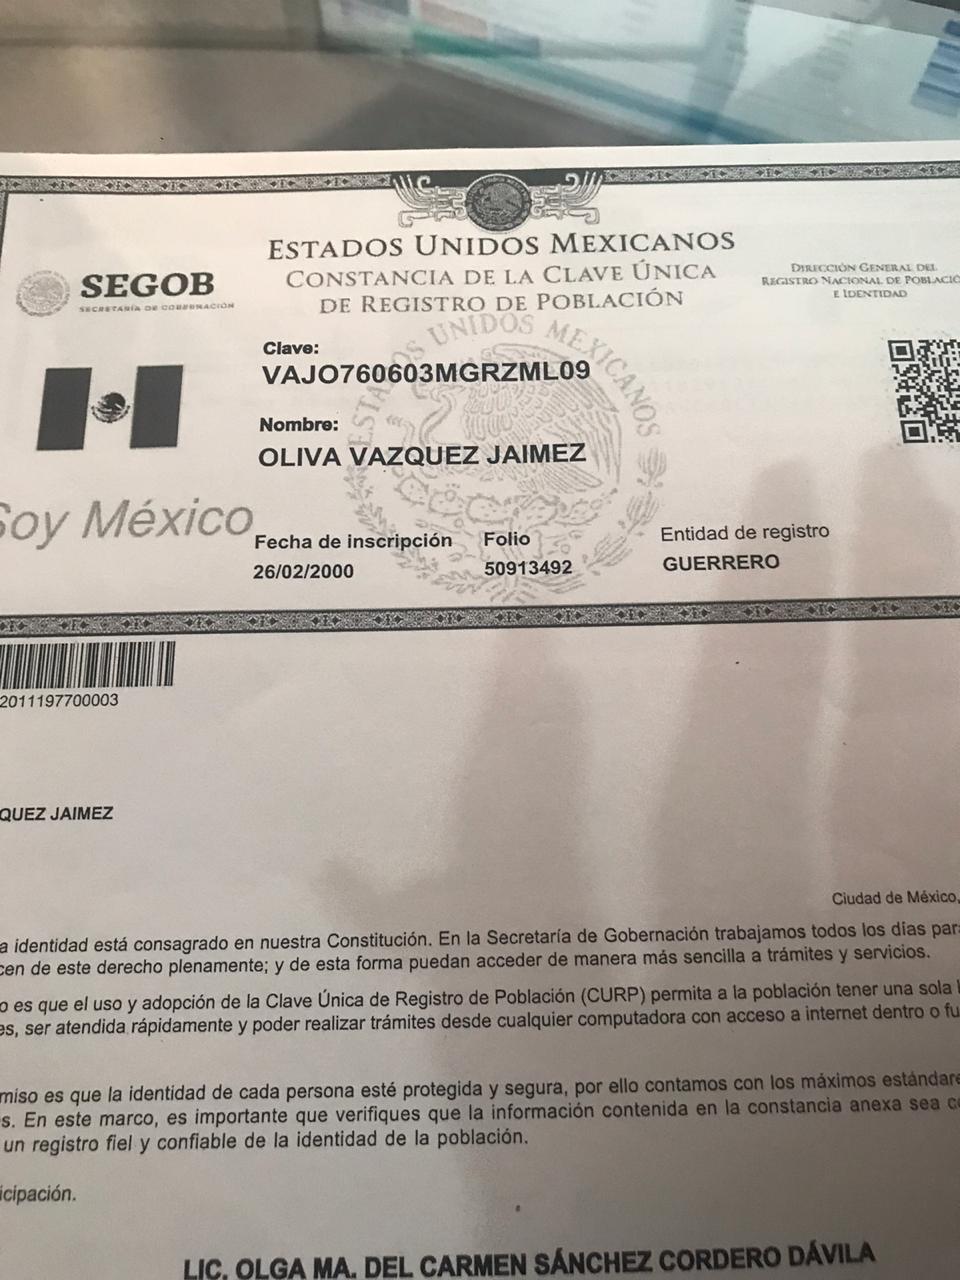 ESTADOS UNIDOS MEXICANOS
CONSTANCIA DE LA CLAVE ÚNICA
DE REGISTRO DE POBLACIÓN
SEGOB
SECRETARÍA DE GOBERNACIÓN
DIRECCIÓN GENERAL DEL
REGISTRO NACIONAL DE POBLACIÓ
E IDENTIDAD
ESTADOS UNIDOS MEXICANOS
Clave:
VAJO760603MGRZML09
Nombre:
OLIVA VAZQUEZ JAIMEZ
Soy México
Fecha de inscripción
26/02/2000
Folio
50913492
Entidad de registro
GUERRERO
2011197700003
QUEZ JAIMEZ
Ciudad de México,
a identidad está consagrado en nuestra Constitución. En la Secretaría de Gobernación trabajamos todos los días par
cen de este derecho plenamente; y de esta forma puedan acceder de manera más sencilla a trámites y servicios.
o es que el uso y adopción de la Clave Única de Registro de Población (CURP) permita a la población tener una sola
es, ser atendida rápidamente y poder realizar trámites desde cualquier computadora con acceso a internet dentro o fu
miso es que la identidad de cada persona esté protegida y segura, por ello contamos con los máximos estándare
s. En este marco, es importante que verifiques que la información contenida en la constancia anexa sea co
un registro fiel y confiable de la identidad de la población.
icipación.
LIC. OLGA MA. DEL CARMEN SÁNCHEZ CORDERO DÁVILA